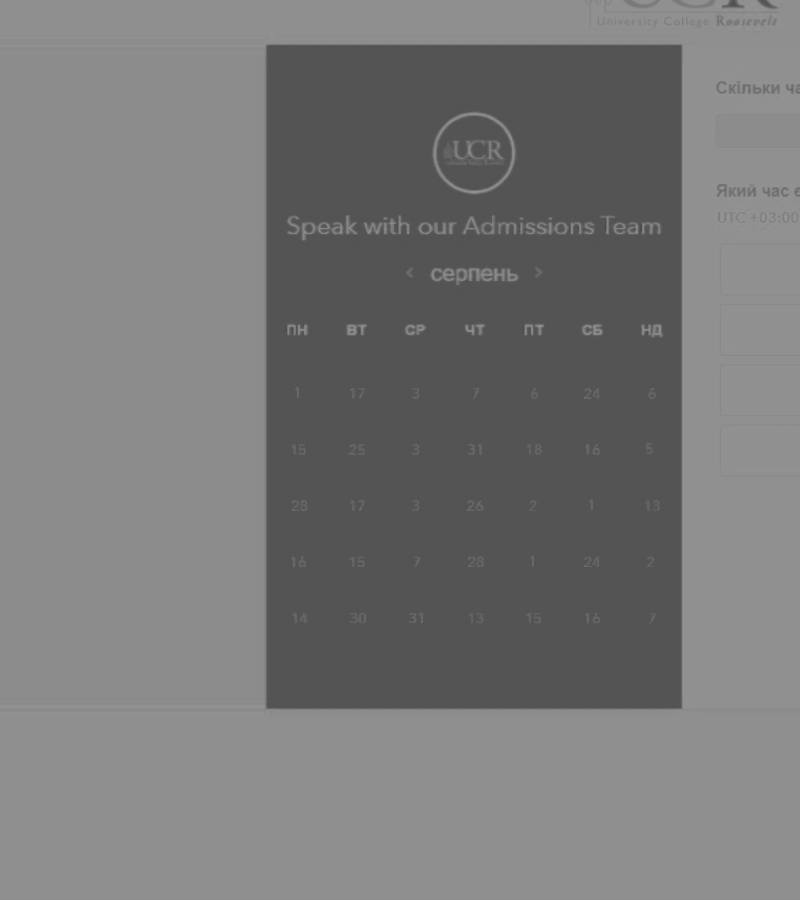 UCR
University College Roosevelt
UCR
Speak with our Admissions Team
< серпень >
ПН ВТ СР ЧТ ПТ СБ НД
1 17 3 7 6 24 6
15 25 3 31 18 16 5
28 17 3 26 2 1 13
16 15 7 28 1 24 2
14 30 31 13 15 16 7
Скільки ча
Який час є
UTC +03:00